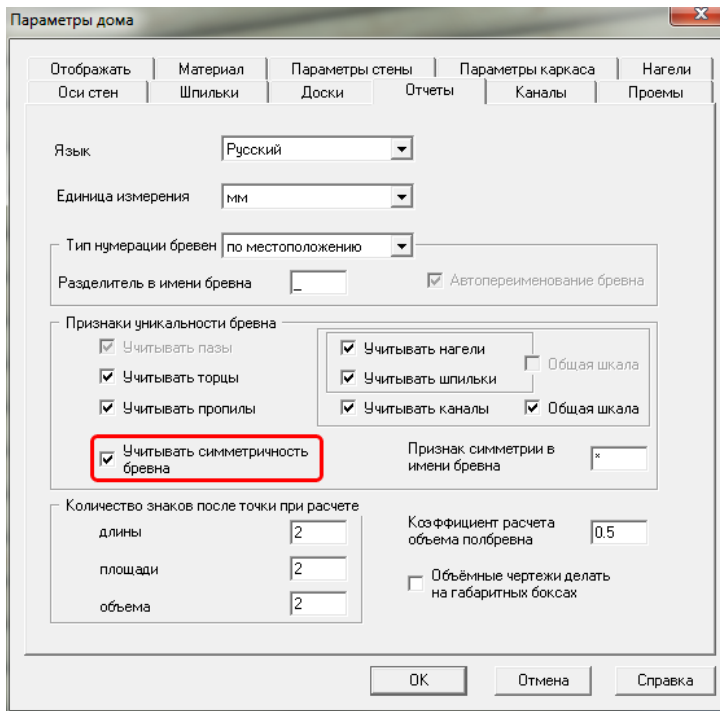 Параметры дома
Отображать Материал Параметры стены Параметры каркаса Нагели
Оси стен Шпильки Доски Отчеты Каналы Проемы
Язык Русский
Единица измерения мм
Тип нумерации бревен по местоположению
Разделитель в имени бревна _ Автопереименование бревна
Признаки уникальности бревна
Учитывать пазы Учитывать нагели Общая шкала
Учитывать торцы Учитывать шпильки
Учитывать пропилы Учитывать каналы Общая шкала
Учитывать симметричность
бревна
Признак симметрии в
имени бревна
*
Количество знаков после точки при расчете
длины 2
площади 2
объема 2
Коэффициент расчета
объема полбревна
0.5
Объёмные чертежи делать
на габаритных боксах
OK Отмена Справка